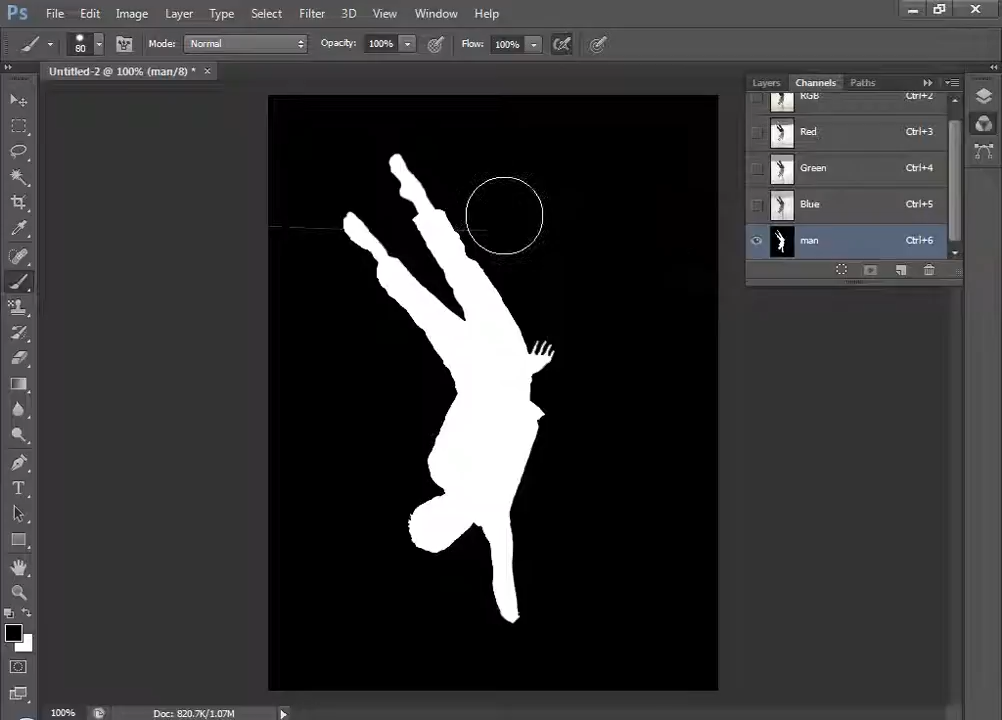 Ps File Edit Image Layer Type Select Filter 3D View Window Help
80 Mode: Normal Opacity: 100% Flow: 100%
Untitled-2 @ 100% (man/8) * ×
Layers Channels Paths
RGB Ctrl+2
Red Ctrl+3
Green Ctrl+4
Blue Ctrl+5
man Ctrl+6
T
100% Doc: 820.7K/1.07M